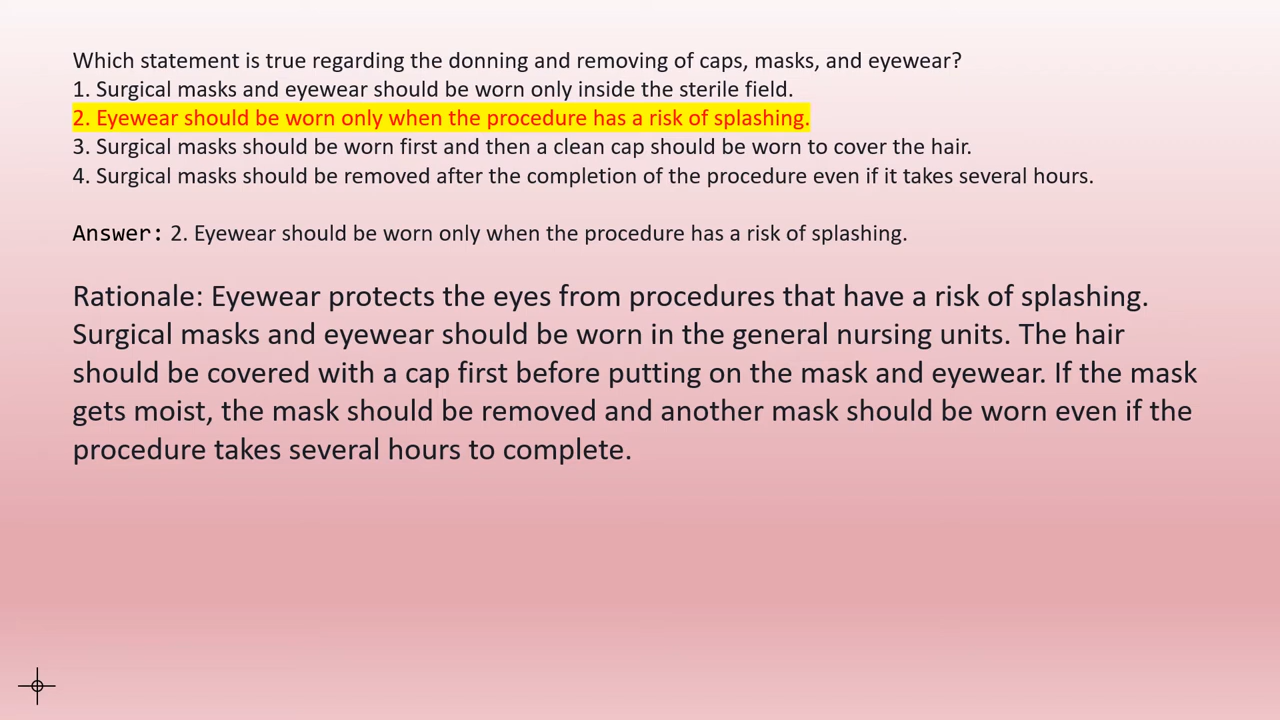 Which statement is true regarding the donning and removing of caps, masks, and eyewear?
1. Surgical masks and eyewear should be worn only inside the sterile field.
2. Eyewear should be worn only when the procedure has a risk of splashing.
3. Surgical masks should be worn first and then a clean cap should be worn to cover the hair.
4. Surgical masks should be removed after the completion of the procedure even if it takes several hours.
Answer: 2. Eyewear should be worn only when the procedure has a risk of splashing.
Rationale: Eyewear protects the eyes from procedures that have a risk of splashing.
Surgical masks and eyewear should be worn in the general nursing units. The hair
should be covered with a cap first before putting on the mask and eyewear. If the mask
gets moist, the mask should be removed and another mask should be worn even if the
procedure takes several hours to complete.